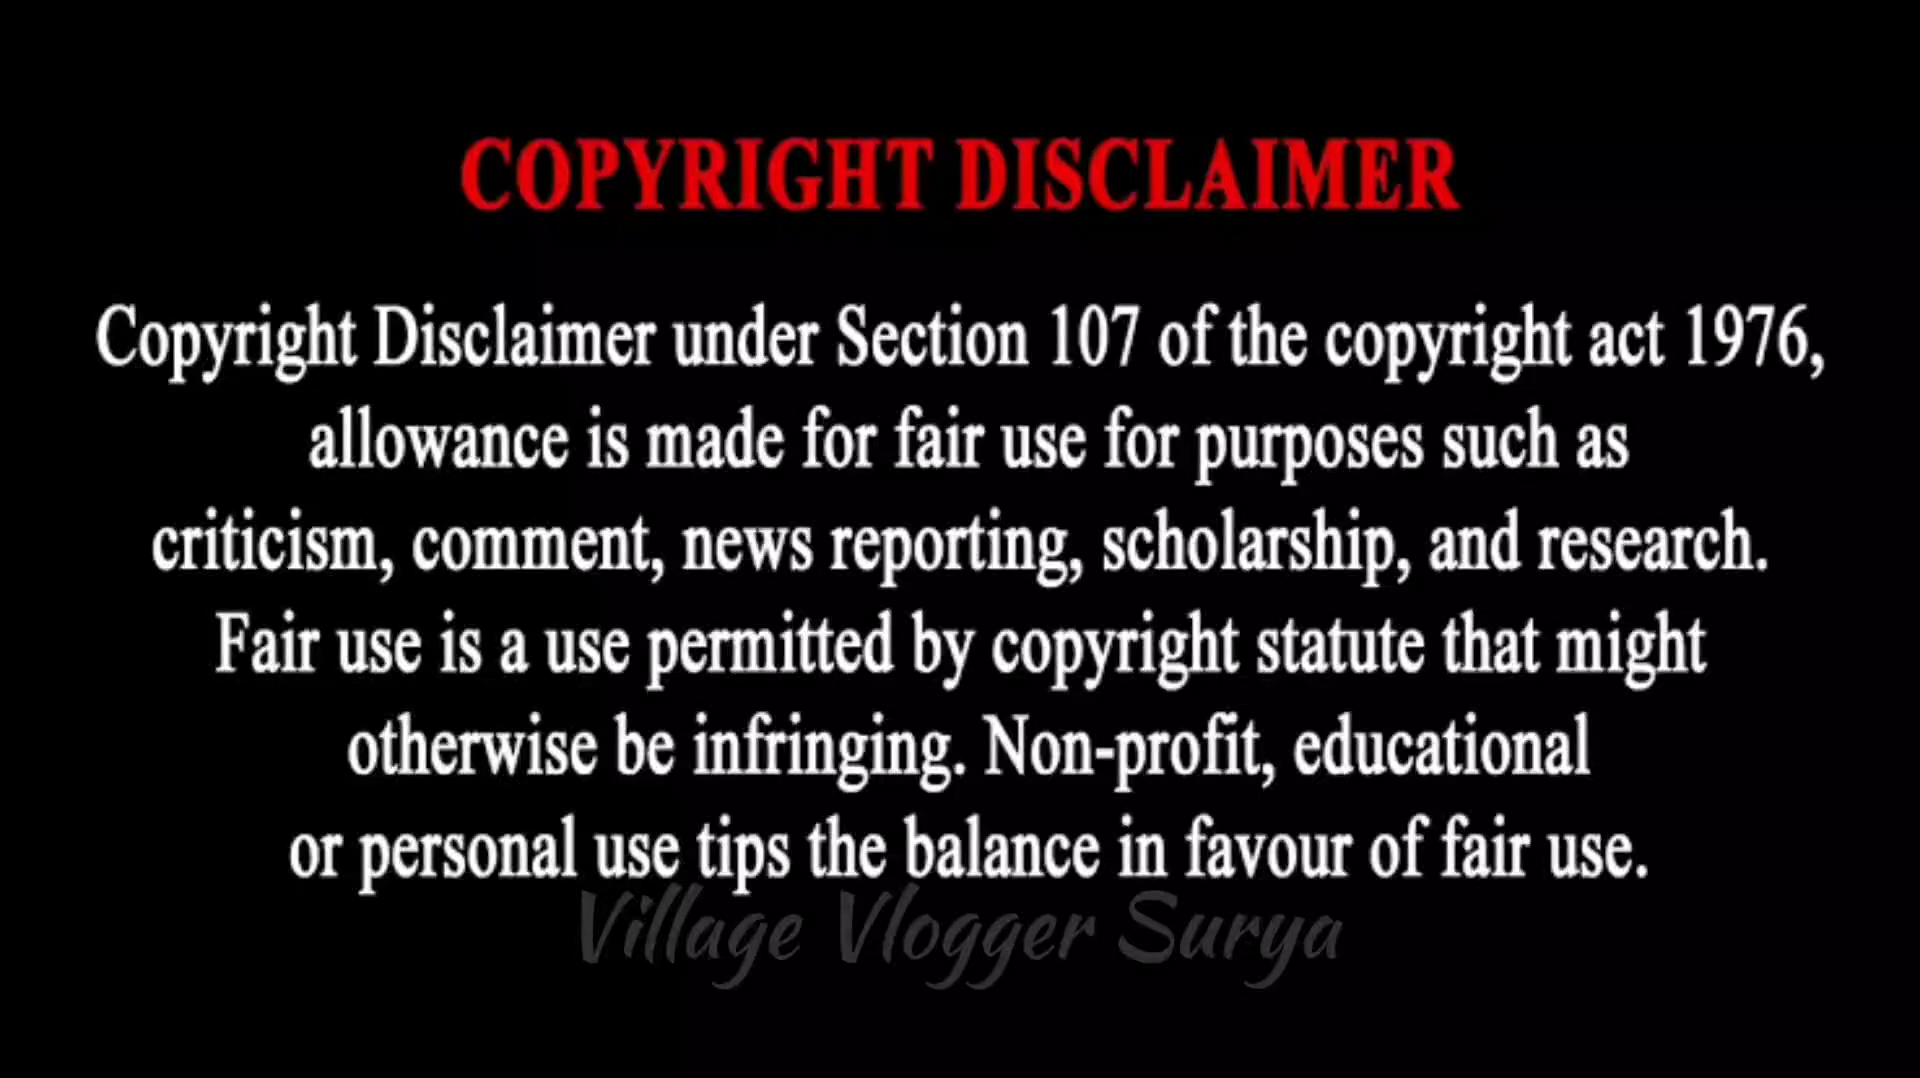 COPYRIGHT DISCLAIMER
Copyright Disclaimer under Section 107 of the copyright act 1976,
allowance is made for fair use for purposes such as
criticism, comment, news reporting, scholarship, and research.
Fair use is a use permitted by copyright statute that might
otherwise be infringing. Non-profit, educational
or personal use tips the balance in favour of fair use.
Village Vlogger Surya